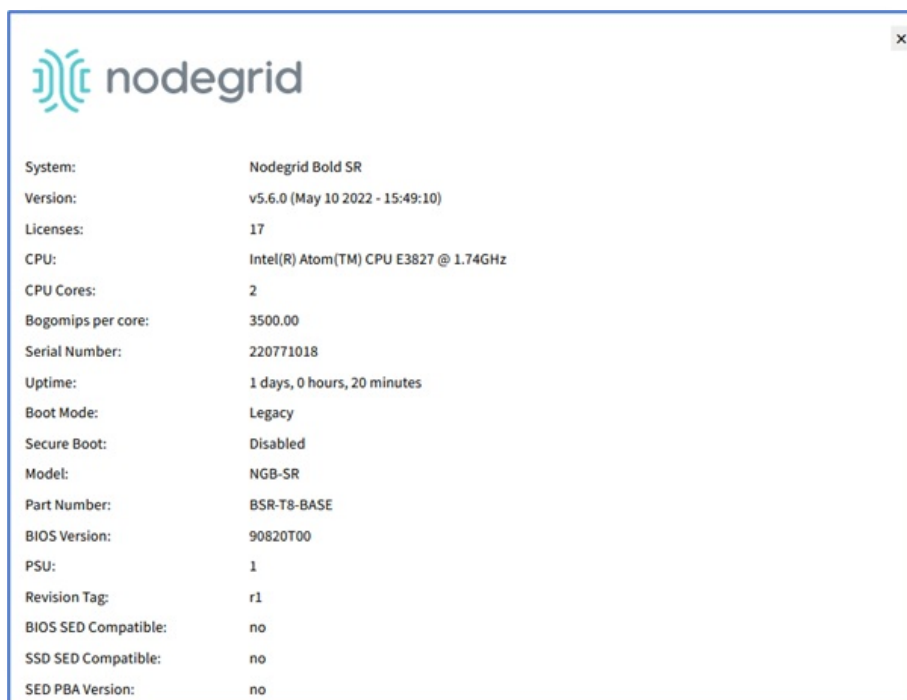 nodegrid
System: Nodegrid Bold SR
Version: v5.6.0 (May 10 2022 - 15:49:10)
Licenses: 17
CPU: Intel(R) Atom(TM) CPU E3827 @ 1.74GHz
CPU Cores: 2
Bogomips per core: 3500.00
Serial Number: 220771018
Uptime: 1 days, 0 hours, 20 minutes
Boot Mode: Legacy
Secure Boot: Disabled
Model: NGB-SR
Part Number: BSR-T8-BASE
BIOS Version: 90820T00
PSU: 1
Revision Tag: r1
BIOS SED Compatible: no
SSD SED Compatible: no
SED PBA Version: no